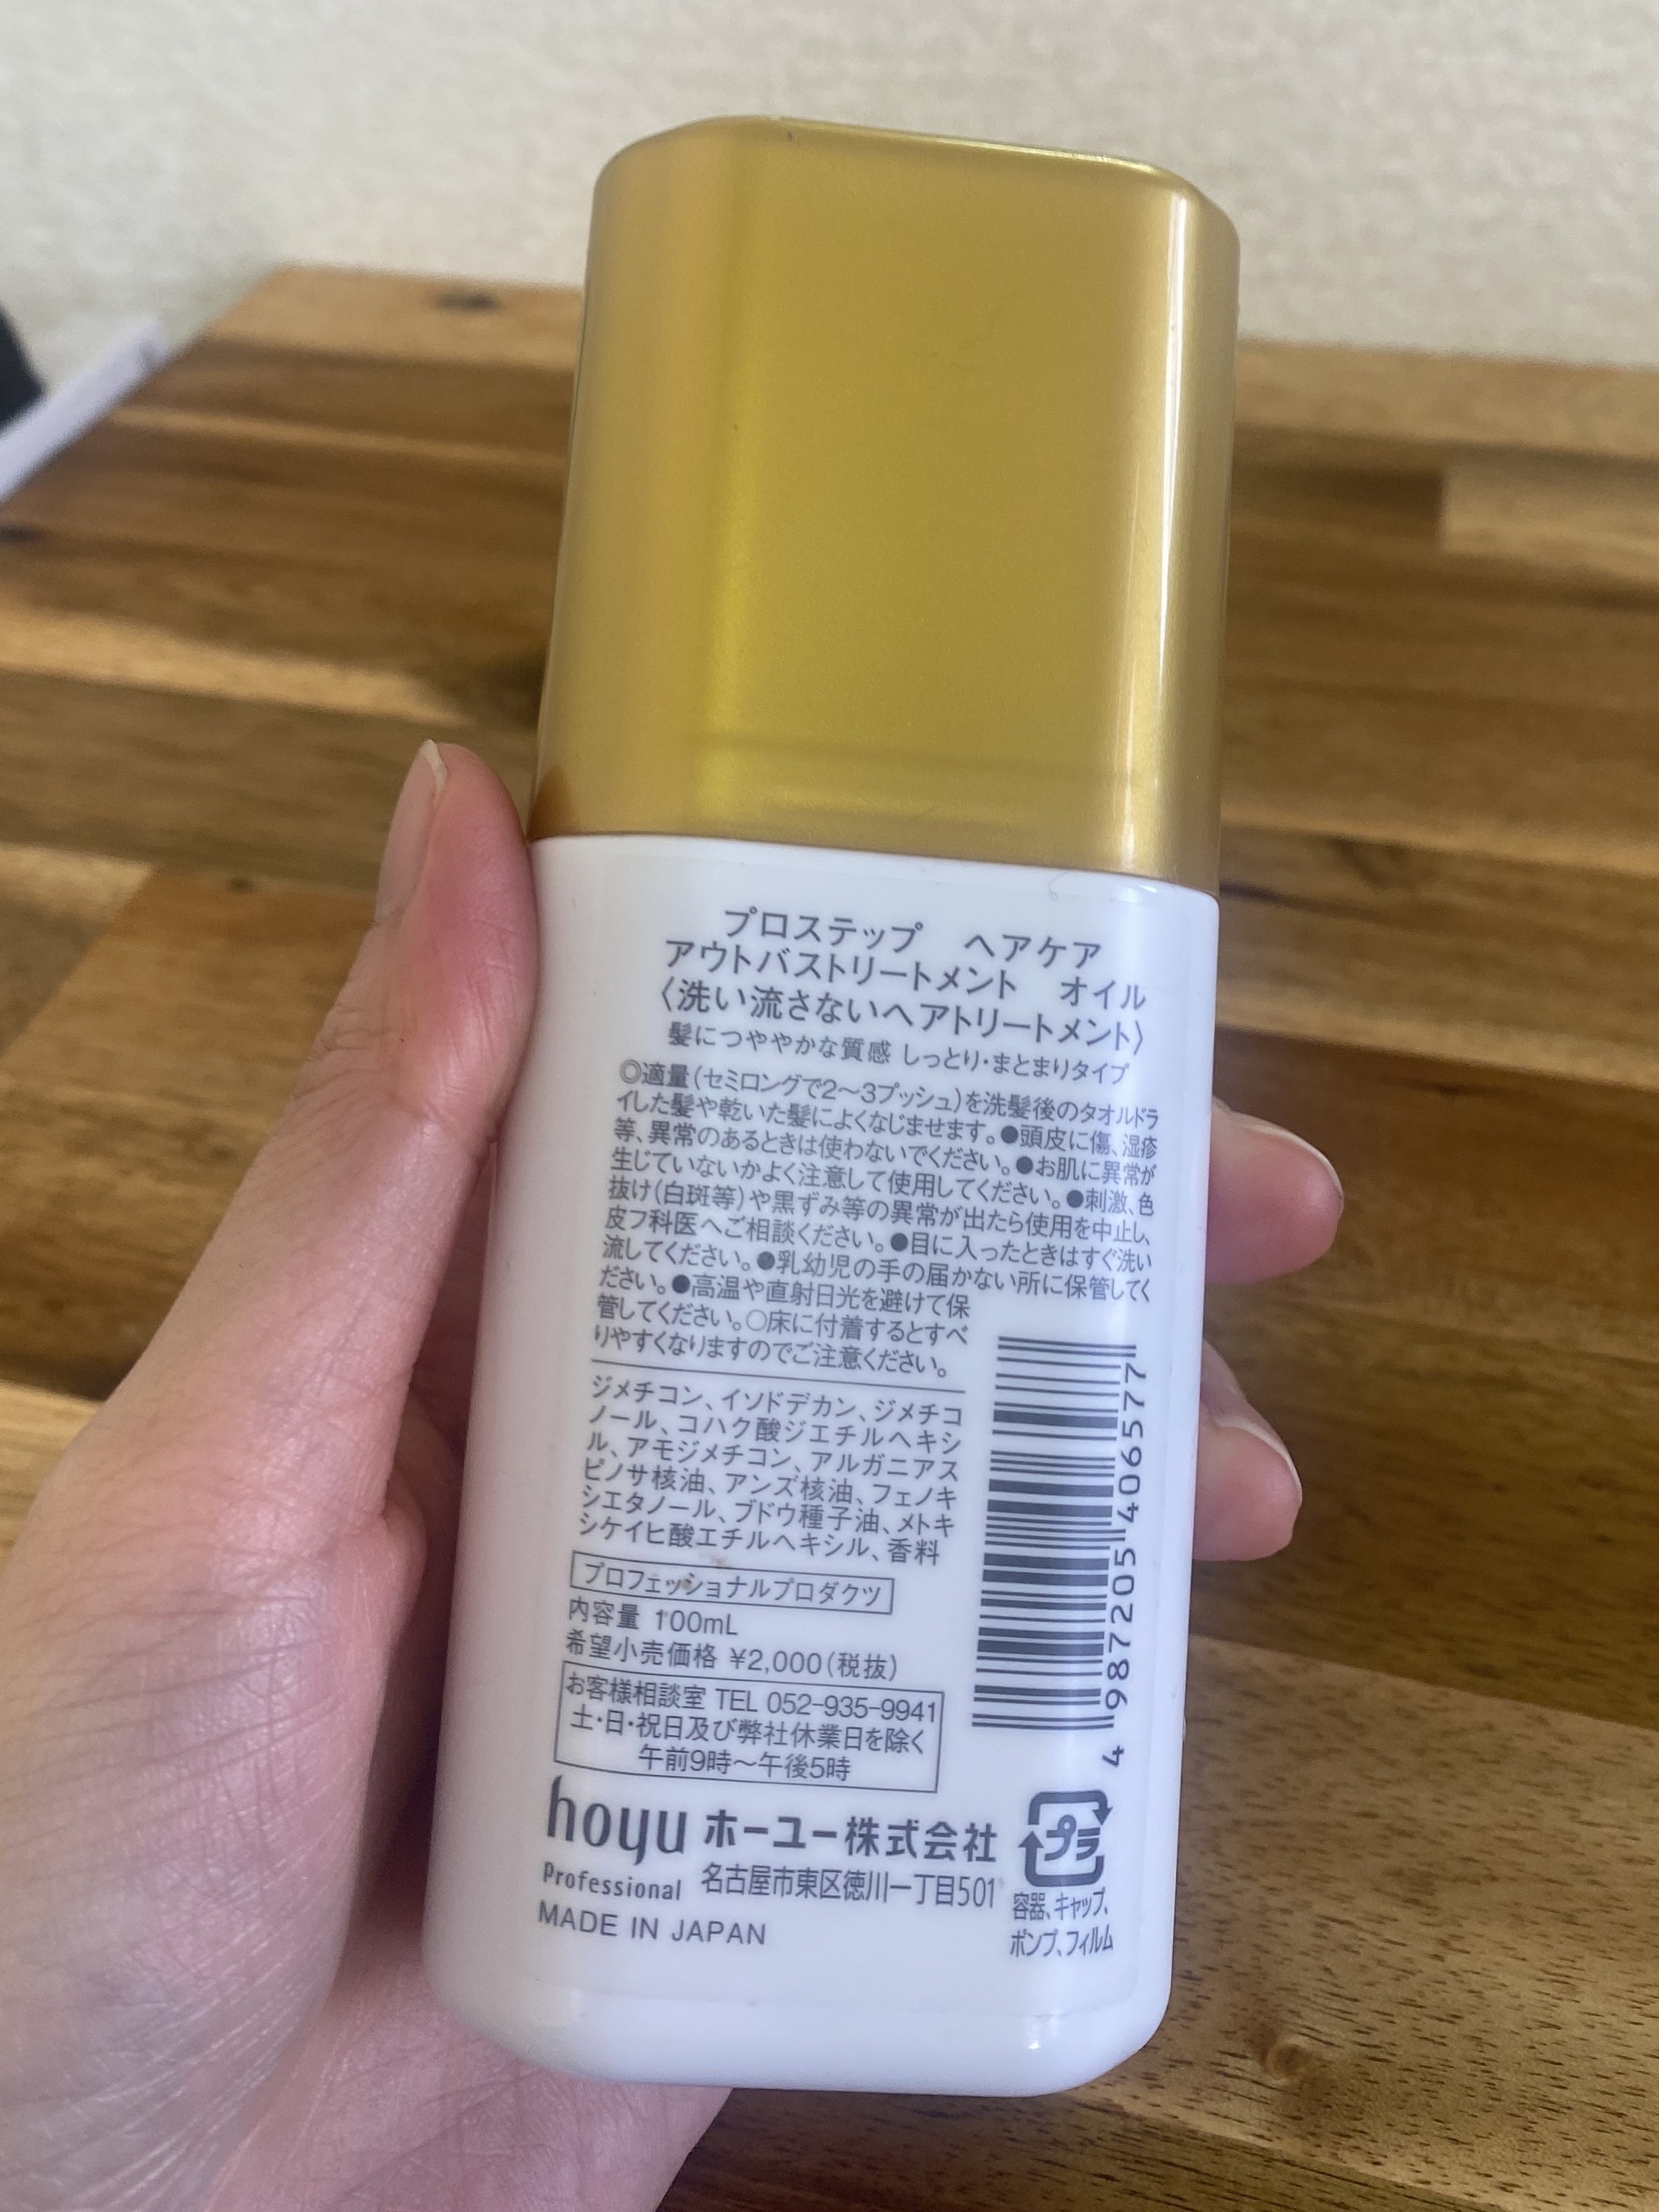 プロステップ ヘアケア
アウトバストリートメント オイル
〈洗い流さないヘアトリートメント〉
髪につややかな質感 しっとり・まとまりタイプ
◎適量(セミロングで2〜3プッシュ)を洗髪後のタオルドラ
イした髪や乾いた髪によくなじませます。●頭皮に傷、湿疹
等、異常のあるときは使わないでください。●お肌に異常が
生じていないかよく注意して使用してください。●刺激、色
抜け(白斑等)や黒ずみ等の異常が出たら使用を中止し、
皮フ科医へご相談ください。●目に入ったときはすぐ洗い
流してください。●乳幼児の手の届かない所に保管してく
ださい。●高温や直射日光を避けて保
管してください。○床に付着するとすべ
りやすくなりますのでご注意ください。
ジメチコン、イソドデカン、ジメチコ
ノール、コハク酸ジエチルヘキシ
ル、アモジメチコン、アルガニアス
ピノサ核油、アンズ核油、フェノキ
シエタノール、ブドウ種子油、メトキ
シケイヒ酸エチルヘキシル、香料
プロフェッショナルプロダクツ
内容量 100mL
希望小売価格 ¥2,000(税抜)
お客様相談室 TEL 052-935-9941
土・日・祝日及び弊社休業日を除く
午前9時〜午後5時
4 987205 406577
hoyu ホーユー株式会社
Professional 名古屋市東区徳川一丁目501
MADE IN JAPAN
プラ
容器、キャップ、
ポンプ、フィルム